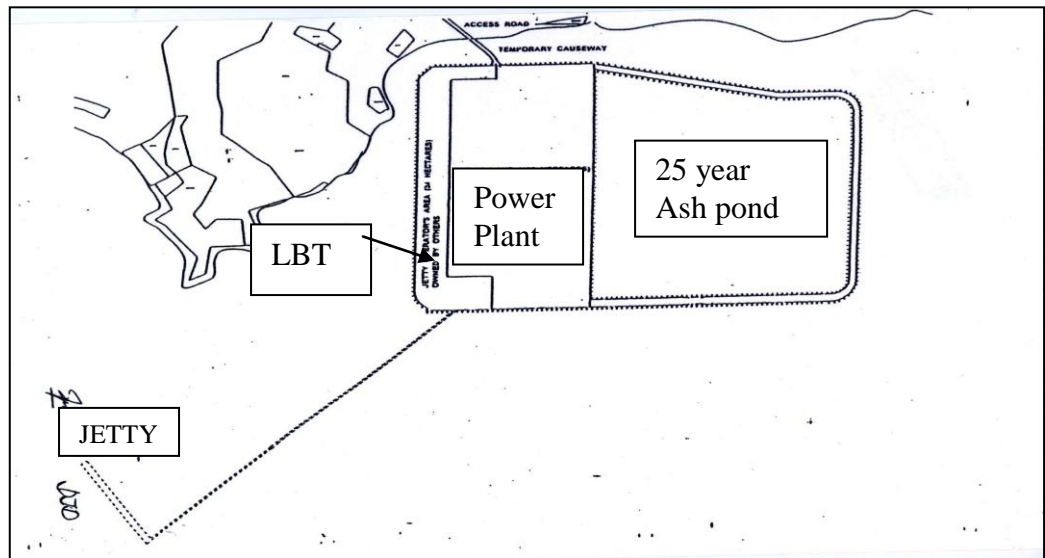 ACCESS ROAD
TEMPORARY CAUSEWAY
25 year
Ash pond
Power
Plant
LBT
JETTY OPERATOR'S AREA (34 HECTARES)
OWNED BY OTHERS
JETTY